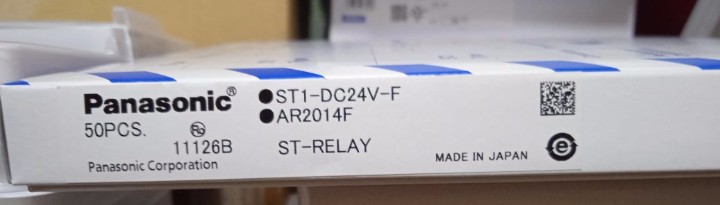 Panasonic®
50PCS.
11126B
Panasonic Corporation
●ST1-DC24V-F
●AR2014F
ST-RELAY
MADE IN JAPAN